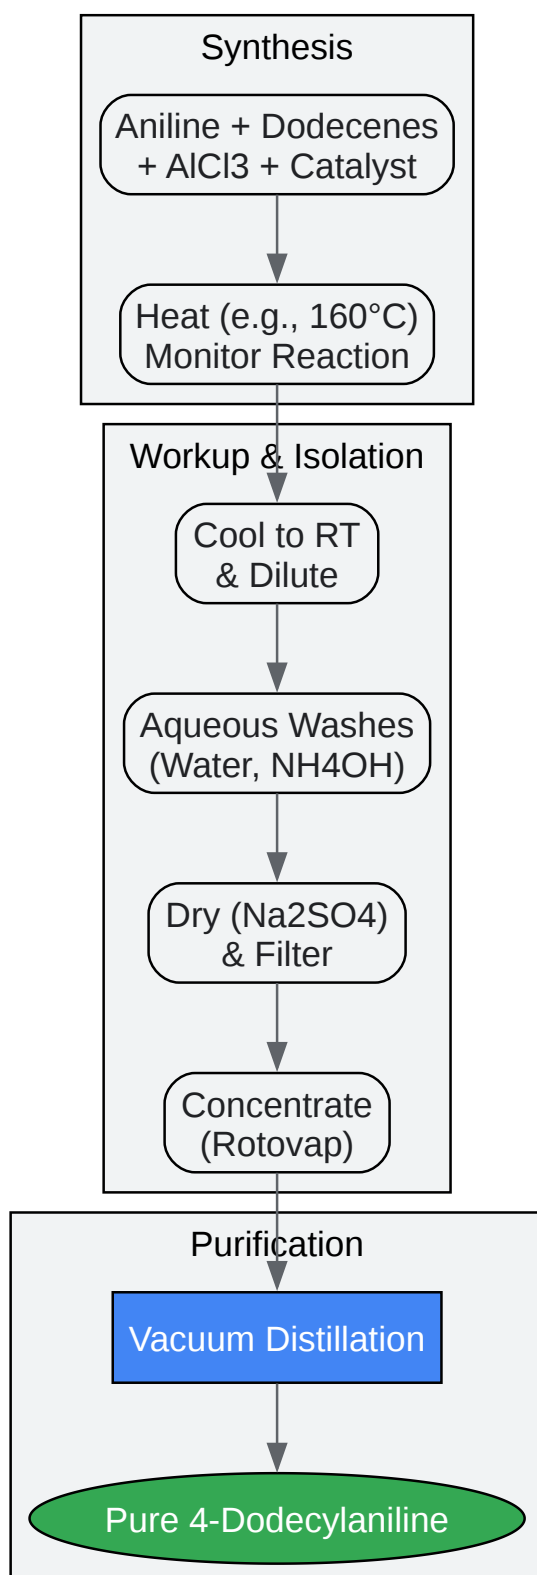 Synthesis
Aniline + Dodecenes
+ AlCl3 + Catalyst
Heat (e.g., 160°C)
Monitor Reaction
Workup & Isolation
Cool to RT
& Dilute
Aqueous Washes
(Water, NH4OH)
Dry (Na2SO4)
& Filter
Concentrate
(Rotovap)
Purification
Vacuum Distillation
Pure 4-Dodecylaniline